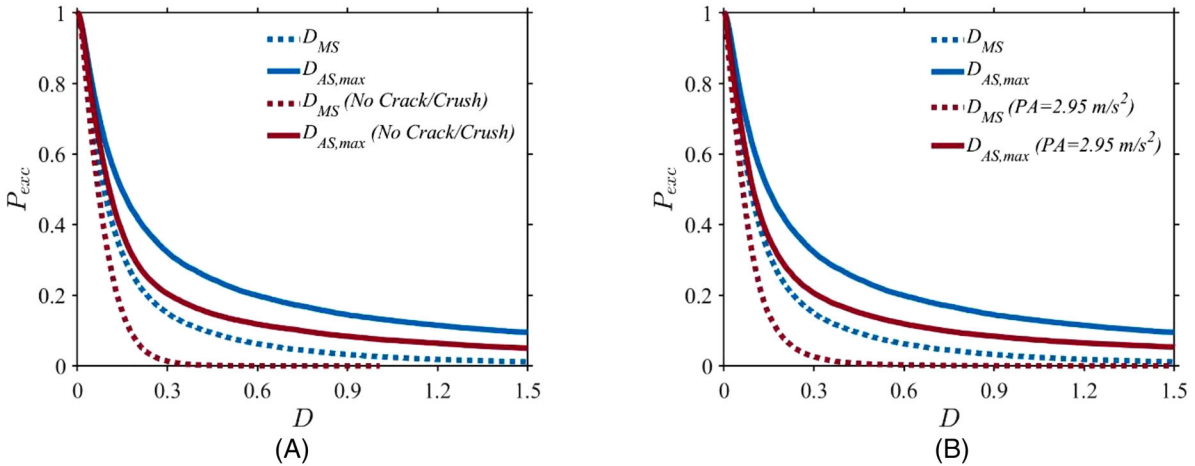 1
0.8
0.6
0.4
0.2
0
P_exc
0 0.3 0.6 0.9 1.2 1.5
D
D_MS
D_AS,max
D_MS (No Crack/Crush)
D_AS,max (No Crack/Crush)
(A)
1
0.8
0.6
0.4
0.2
0
P_exc
0 0.3 0.6 0.9 1.2 1.5
D
D_MS
D_AS,max
D_MS (PA=2.95 m/s²)
D_AS,max (PA=2.95 m/s²)
(B)